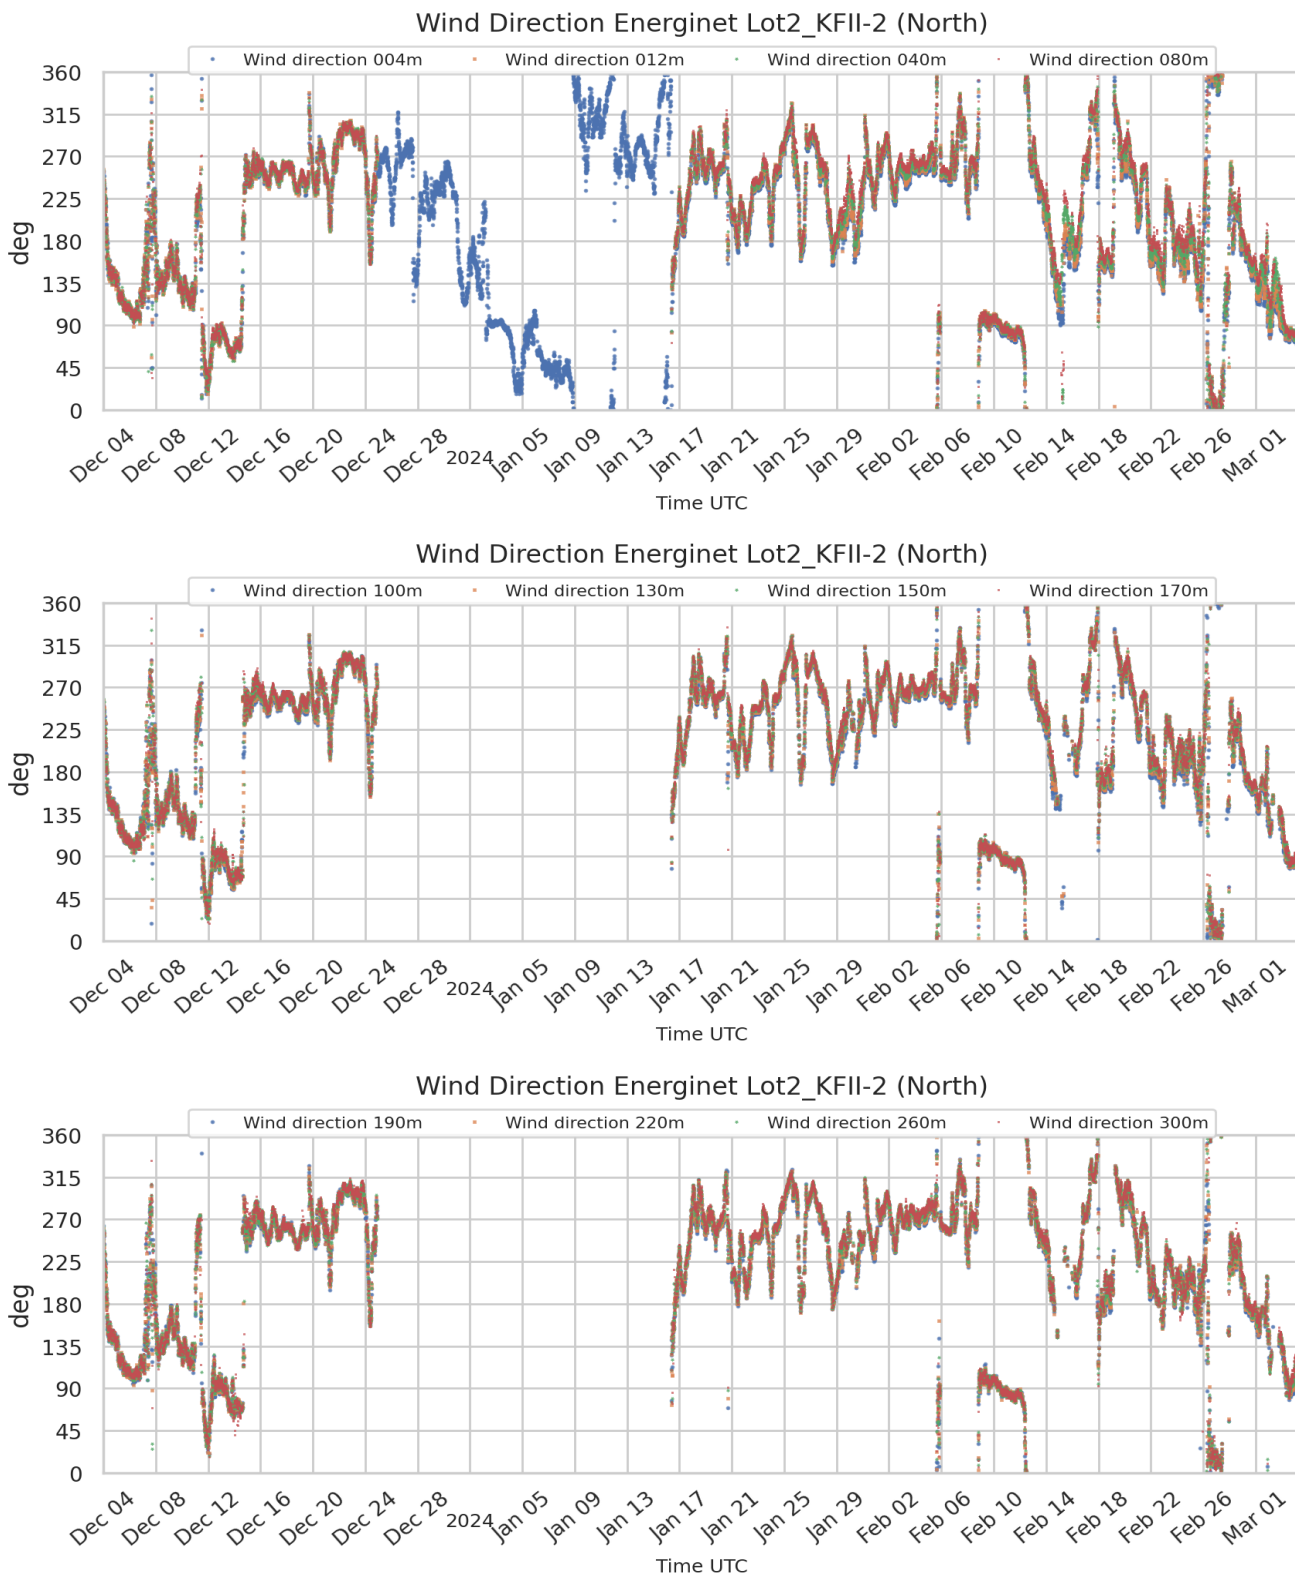 Wind Direction Energinet Lot2_KFII-2 (North)
Wind direction 004m Wind direction 012m Wind direction 040m Wind direction 080m
360
315
270
225
180
135
90
45
0
deg
Dec 04 Dec 08 Dec 12 Dec 16 Dec 20 Dec 24 Dec 28 2024 Jan 05 Jan 09 Jan 13 Jan 17 Jan 21 Jan 25 Jan 29 Feb 02 Feb 06 Feb 10 Feb 14 Feb 18 Feb 22 Feb 26 Mar 01
Time UTC
Wind Direction Energinet Lot2_KFII-2 (North)
Wind direction 100m Wind direction 130m Wind direction 150m Wind direction 170m
360
315
270
225
180
135
90
45
0
deg
Dec 04 Dec 08 Dec 12 Dec 16 Dec 20 Dec 24 Dec 28 2024 Jan 05 Jan 09 Jan 13 Jan 17 Jan 21 Jan 25 Jan 29 Feb 02 Feb 06 Feb 10 Feb 14 Feb 18 Feb 22 Feb 26 Mar 01
Time UTC
Wind Direction Energinet Lot2_KFII-2 (North)
Wind direction 190m Wind direction 220m Wind direction 260m Wind direction 300m
360
315
270
225
180
135
90
45
0
deg
Dec 04 Dec 08 Dec 12 Dec 16 Dec 20 Dec 24 Dec 28 2024 Jan 05 Jan 09 Jan 13 Jan 17 Jan 21 Jan 25 Jan 29 Feb 02 Feb 06 Feb 10 Feb 14 Feb 18 Feb 22 Feb 26 Mar 01
Time UTC